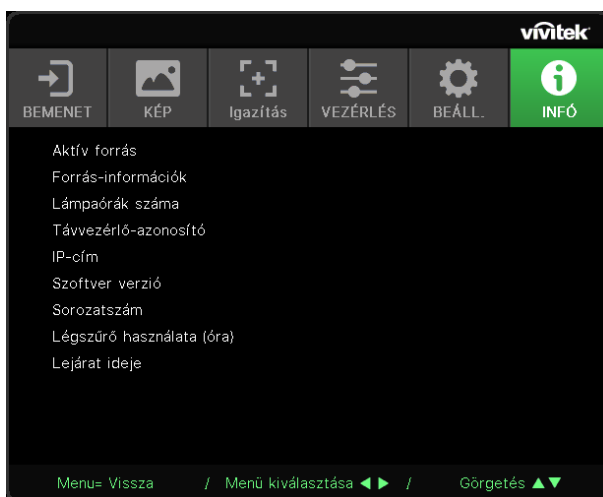 vivitek
BEMENET KÉP Igazítás VEZÉRLÉS BEÁLL. INFÓ
Aktív forrás
Forrás-információk
Lámpaórák száma
Távvezérlő-azonosító
IP-cím
Szoftver verzió
Sorozatszám
Légszűrő használata (óra)
Lejárat ideje
Menu= Vissza / Menü kiválasztása ◀ ▶ / Görgetés ▲▼